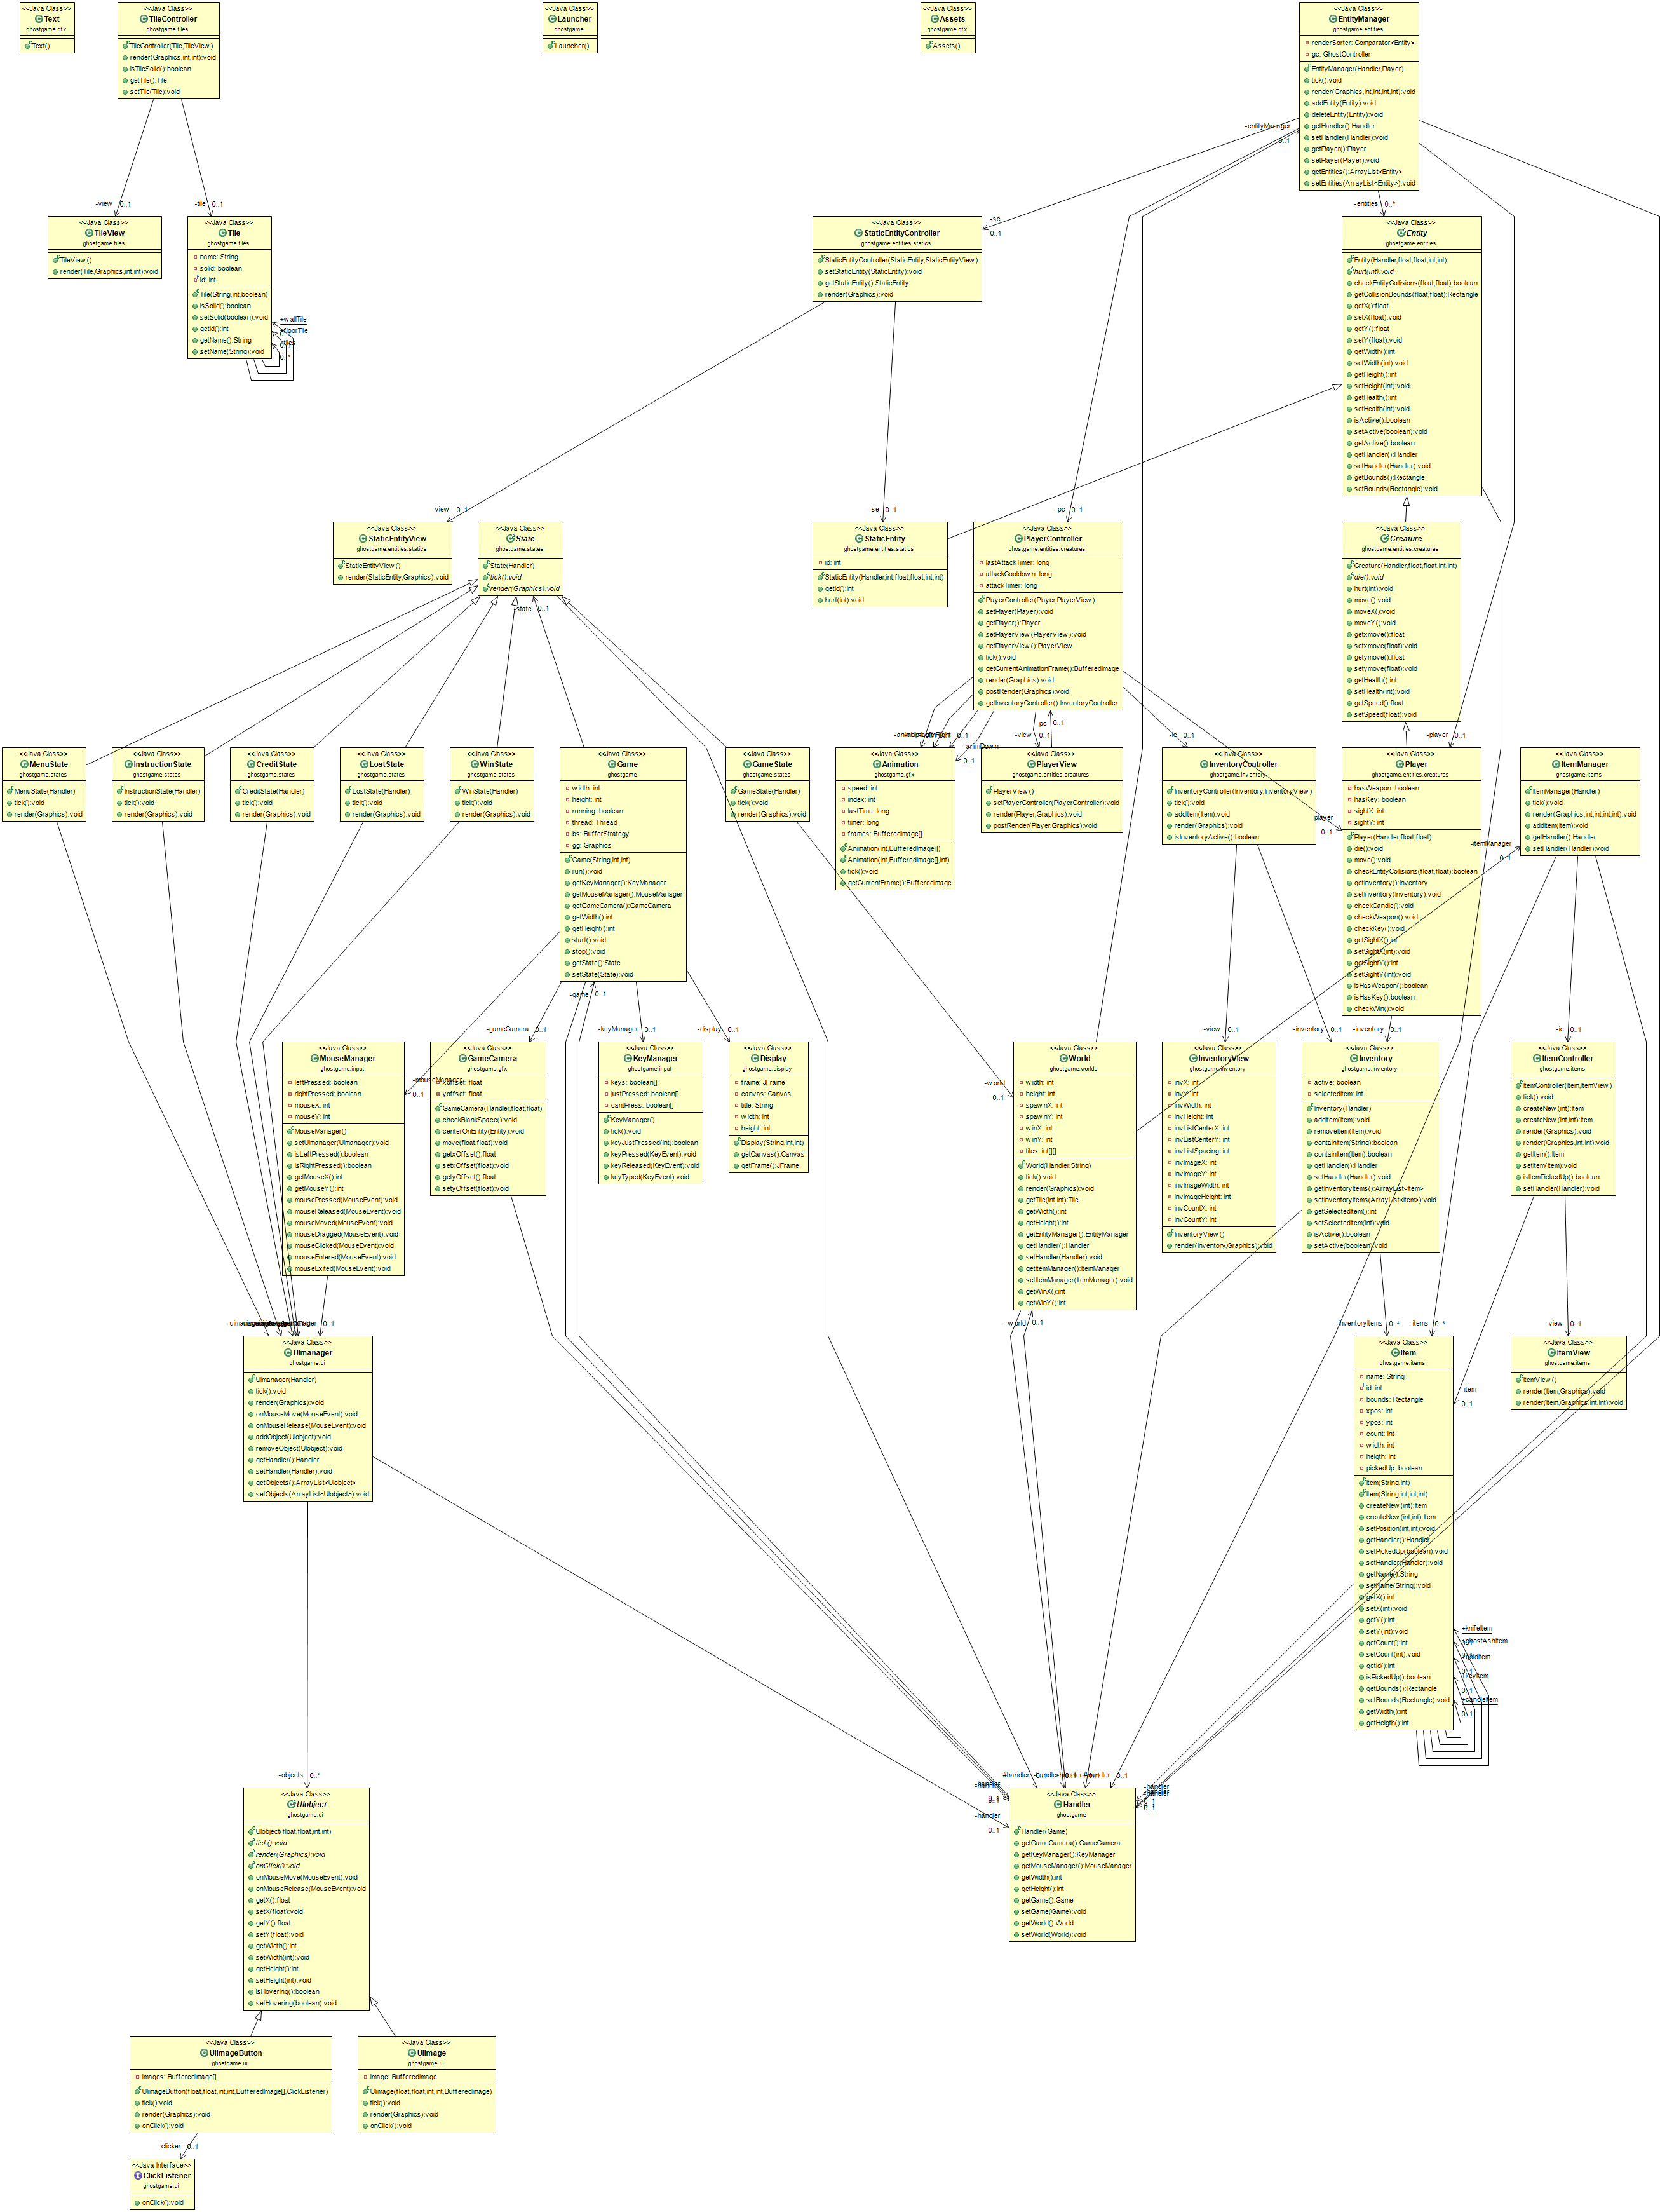 <<Java Class>>
Text
ghostgame.gfx
Text()
<<Java Class>>
TileController
ghostgame.tiles
TileController(Tile,TileView)
render(Graphics,int,int):void
isTileSolid():boolean
getTile():Tile
setTile(Tile):void
<<Java Class>>
Launcher
ghostgame
Launcher()
<<Java Class>>
Assets
ghostgame.gfx
Assets()
<<Java Class>>
EntityManager
ghostgame.entities
renderSorter: Comparator<Entity>
gc: GhostController
EntityManager(Handler,Player)
tick():void
render(Graphics,int,int,int,int):void
addEntity(Entity):void
deleteEntity(Entity):void
getHandler():Handler
setHandler(Handler):void
getPlayer():Player
setPlayer(Player):void
getEntities():ArrayList<Entity>
setEntities(ArrayList<Entity>):void
-entityManager
0..1
-view 0..1
-tile 0..1
-sc
0..1
-entities 0..*
<<Java Class>>
TileView
ghostgame.tiles
TileView()
render(Tile,Graphics,int,int):void
<<Java Class>>
Tile
ghostgame.tiles
name: String
solid: boolean
id: int
Tile(String,int,boolean)
isSolid():boolean
setSolid(boolean):void
getId():int
getName():String
setName(String):void
+wallTile
+floorTile
0..*
<<Java Class>>
StaticEntityController
ghostgame.entities.statics
StaticEntityController(StaticEntity,StaticEntityView)
setStaticEntity(StaticEntity):void
getStaticEntity():StaticEntity
render(Graphics):void
<<Java Class>>
Entity
ghostgame.entities
Entity(Handler,float,float,int,int)
hurt(int):void
checkEntityCollisions(float,float):boolean
getCollisionBounds(float,float):Rectangle
getX():float
setX(float):void
getY():float
setY(float):void
getWidth():int
setWidth(int):void
getHeight():int
setHeight(int):void
getHealth():int
setHealth(int):void
isActive():boolean
setActive(boolean):void
getActive():boolean
getHandler():Handler
setHandler(Handler):void
getBounds():Rectangle
setBounds(Rectangle):void
-view 0..1
-se 0..1
-pc 0..1
<<Java Class>>
StaticEntityView
ghostgame.entities.statics
StaticEntityView()
render(StaticEntity,Graphics):void
<<Java Class>>
State
ghostgame.states
State(Handler)
tick():void
render(Graphics):void
-state 0..1
<<Java Class>>
StaticEntity
ghostgame.entities.statics
id: int
StaticEntity(Handler,int,float,float,int,int)
getId():int
hurt(int):void
<<Java Class>>
PlayerController
ghostgame.entities.creatures
lastAttackTimer: long
attackCooldown: long
attackTimer: long
PlayerController(Player,PlayerView)
setPlayer(Player):void
getPlayer():Player
setPlayerView(PlayerView):void
getPlayerView():PlayerView
tick():void
getCurrentAnimationFrame():BufferedImage
render(Graphics):void
postRender(Graphics):void
getInventoryController():InventoryController
<<Java Class>>
Creature
ghostgame.entities.creatures
Creature(Handler,float,float,int,int)
die():void
hurt(int):void
move():void
moveX():void
moveY():void
getxmove():float
setxmove(float):void
getymove():float
setymove(float):void
getHealth():int
setHealth(int):void
getSpeed():float
setSpeed(float):void
0..1
-animDown
0..1
-view 0..1
-pc 0..1
-ic 0..1
-player 0..1
<<Java Class>>
MenuState
ghostgame.states
MenuState(Handler)
tick():void
render(Graphics):void
<<Java Class>>
InstructionState
ghostgame.states
InstructionState(Handler)
tick():void
render(Graphics):void
<<Java Class>>
CreditState
ghostgame.states
CreditState(Handler)
tick():void
render(Graphics):void
<<Java Class>>
LostState
ghostgame.states
LostState(Handler)
tick():void
render(Graphics):void
<<Java Class>>
WinState
ghostgame.states
WinState(Handler)
tick():void
render(Graphics):void
<<Java Class>>
Game
ghostgame
width: int
height: int
running: boolean
thread: Thread
bs: BufferStrategy
gg: Graphics
Game(String,int,int)
run():void
getKeyManager():KeyManager
getMouseManager():MouseManager
getGameCamera():GameCamera
getWidth():int
getHeight():int
start():void
stop():void
getState():State
setState(State):void
<<Java Class>>
GameState
ghostgame.states
GameState(Handler)
tick():void
render(Graphics):void
<<Java Class>>
Animation
ghostgame.gfx
speed: int
index: int
lastTime: long
timer: long
frames: BufferedImage[]
Animation(int,BufferedImage[])
Animation(int,BufferedImage[],int)
tick():void
getCurrentFrame():BufferedImage
<<Java Class>>
PlayerView
ghostgame.entities.creatures
PlayerView()
setPlayerController(PlayerController):void
render(Player,Graphics):void
postRender(Player,Graphics):void
<<Java Class>>
InventoryController
ghostgame.inventory
InventoryController(Inventory,InventoryView)
tick():void
addItem(Item):void
render(Graphics):void
isInventoryActive():boolean
-player
0..1
<<Java Class>>
Player
ghostgame.entities.creatures
hasWeapon: boolean
hasKey: boolean
sightX: int
sightY: int
Player(Handler,float,float)
die():void
move():void
checkEntityCollisions(float,float):boolean
getInventory():Inventory
setInventory(Inventory):void
checkCandle():void
checkWeapon():void
checkKey():void
getSightX():int
setSightX(int):void
getSightY():int
setSightY(int):void
isHasWeapon():boolean
isHasKey():boolean
checkWin():void
-itemManager
0..1
<<Java Class>>
ItemManager
ghostgame.items
ItemManager(Handler)
tick():void
render(Graphics,int,int,int,int):void
addItem(Item):void
getHandler():Handler
setHandler(Handler):void
-game 0..1
-gameCamera 0..1
-keyManager 0..1
-display 0..1
-mouseManager
0..1
-world
0..1
-view 0..1
-inventory 0..1
-inventory 0..1
-ic 0..1
<<Java Class>>
MouseManager
ghostgame.input
leftPressed: boolean
rightPressed: boolean
mouseX: int
mouseY: int
MouseManager()
setUImanager(UImanager):void
isLeftPressed():boolean
isRightPressed():boolean
getMouseX():int
getMouseY():int
mousePressed(MouseEvent):void
mouseReleased(MouseEvent):void
mouseMoved(MouseEvent):void
mouseDragged(MouseEvent):void
mouseClicked(MouseEvent):void
mouseEntered(MouseEvent):void
mouseExited(MouseEvent):void
<<Java Class>>
GameCamera
ghostgame.gfx
xoffset: float
yoffset: float
GameCamera(Handler,float,float)
checkBlankSpace():void
centerOnEntity(Entity):void
move(float,float):void
getxOffset():float
setxOffset(float):void
getyOffset():float
setyOffset(float):void
<<Java Class>>
KeyManager
ghostgame.input
keys: boolean[]
justPressed: boolean[]
cantPress: boolean[]
KeyManager()
tick():void
keyJustPressed(int):boolean
keyPressed(KeyEvent):void
keyReleased(KeyEvent):void
keyTyped(KeyEvent):void
<<Java Class>>
Display
ghostgame.display
frame: JFrame
canvas: Canvas
title: String
width: int
height: int
Display(String,int,int)
getCanvas():Canvas
getFrame():JFrame
<<Java Class>>
World
ghostgame.worlds
width: int
height: int
spawnX: int
spawnY: int
winX: int
winY: int
tiles: int[][]
World(Handler,String)
tick():void
render(Graphics):void
getTile(int,int):Tile
getWidth():int
getHeight():int
getEntityManager():EntityManager
getHandler():Handler
setHandler(Handler):void
getItemManager():ItemManager
setItemManager(ItemManager):void
getWinX():int
getWinY():int
<<Java Class>>
InventoryView
ghostgame.inventory
invX: int
invY: int
invWidth: int
invHeight: int
invListCenterX: int
invListCenterY: int
invListSpacing: int
invImageX: int
invImageY: int
invImageWidth: int
invImageHeight: int
invCountX: int
invCountY: int
InventoryView()
render(Inventory,Graphics):void
<<Java Class>>
Inventory
ghostgame.inventory
active: boolean
selectedItem: int
Inventory(Handler)
addItem(Item):void
removeItem(Item):void
containItem(String):boolean
containItem(Item):boolean
getHandler():Handler
setHandler(Handler):void
getInventoryItems():ArrayList<Item>
setInventoryItems(ArrayList<Item>):void
getSelectedItem():int
setSelectedItem(int):void
isActive():boolean
setActive(boolean):void
<<Java Class>>
ItemController
ghostgame.items
ItemController(Item,ItemView)
tick():void
createNew(int):Item
createNew(int,int):Item
render(Graphics):void
render(Graphics,int,int):void
getItem():Item
setItem(Item):void
isItemPickedUp():boolean
setHandler(Handler):void
0..1
-world 0..1
-inventoryItems 0..*
-items 0..*
-view 0..1
-item
0..1
<<Java Class>>
UImanager
ghostgame.ui
UImanager(Handler)
tick():void
render(Graphics):void
onMouseMove(MouseEvent):void
onMouseRelease(MouseEvent):void
addObject(UIobject):void
removeObject(UIobject):void
getHandler():Handler
setHandler(Handler):void
getObjects():ArrayList<UIobject>
setObjects(ArrayList<UIobject>):void
<<Java Class>>
Item
ghostgame.items
name: String
id: int
bounds: Rectangle
xpos: int
ypos: int
count: int
width: int
heigth: int
pickedUp: boolean
Item(String,int)
Item(String,int,int,int)
createNew(int):Item
createNew(int,int):Item
setPosition(int,int):void
getHandler():Handler
setPickedUp(boolean):void
setHandler(Handler):void
getName():String
setName(String):void
getX():int
setX(int):void
getY():int
setY(int):void
getCount():int
setCount(int):void
getId():int
isPickedUp():boolean
getBounds():Rectangle
setBounds(Rectangle):void
getWidth():int
getHeigth():int
+knifeItem
+ghostAshItem
+goldItem
0..1
+keyItem
0..1
+candleItem
0..1
<<Java Class>>
ItemView
ghostgame.items
ItemView()
render(Item,Graphics):void
render(Item,Graphics,int,int):void
-objects 0..*
#handler
0..1
-handler
0..1
-handler
0..1
-handler
0..1
<<Java Class>>
UIobject
ghostgame.ui
UIobject(float,float,int,int)
tick():void
render(Graphics):void
onClick():void
onMouseMove(MouseEvent):void
onMouseRelease(MouseEvent):void
getX():float
setX(float):void
getY():float
setY(float):void
getWidth():int
setWidth(int):void
getHeight():int
setHeight(int):void
isHovering():boolean
setHovering(boolean):void
<<Java Class>>
Handler
ghostgame
Handler(Game)
getGameCamera():GameCamera
getKeyManager():KeyManager
getMouseManager():MouseManager
getWidth():int
getHeight():int
getGame():Game
setGame(Game):void
getWorld():World
setWorld(World):void
<<Java Class>>
UIimageButton
ghostgame.ui
images: BufferedImage[]
UIimageButton(float,float,int,int,BufferedImage[],ClickListener)
tick():void
render(Graphics):void
onClick():void
<<Java Class>>
UIimage
ghostgame.ui
image: BufferedImage
UIimage(float,float,int,int,BufferedImage)
tick():void
render(Graphics):void
onClick():void
-clicker 0..1
<<Java Interface>>
ClickListener
ghostgame.ui
onClick():void